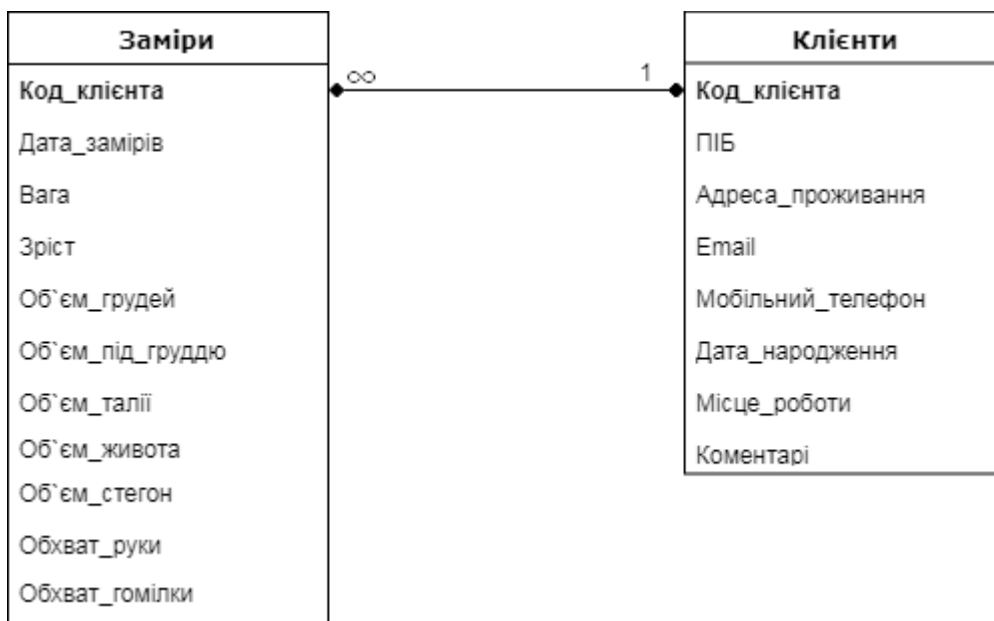 Заміри
Код_клієнта
Дата_замірів
Вага
Зріст
Об`єм_грудей
Об`єм_під_груддю
Об`єм_талії
Об`єм_живота
Об`єм_стегон
Обхват_руки
Обхват_гомілки
∞
1
Клієнти
Код_клієнта
ПІБ
Адреса_проживання
Email
Мобільний_телефон
Дата_народження
Місце_роботи
Коментарі